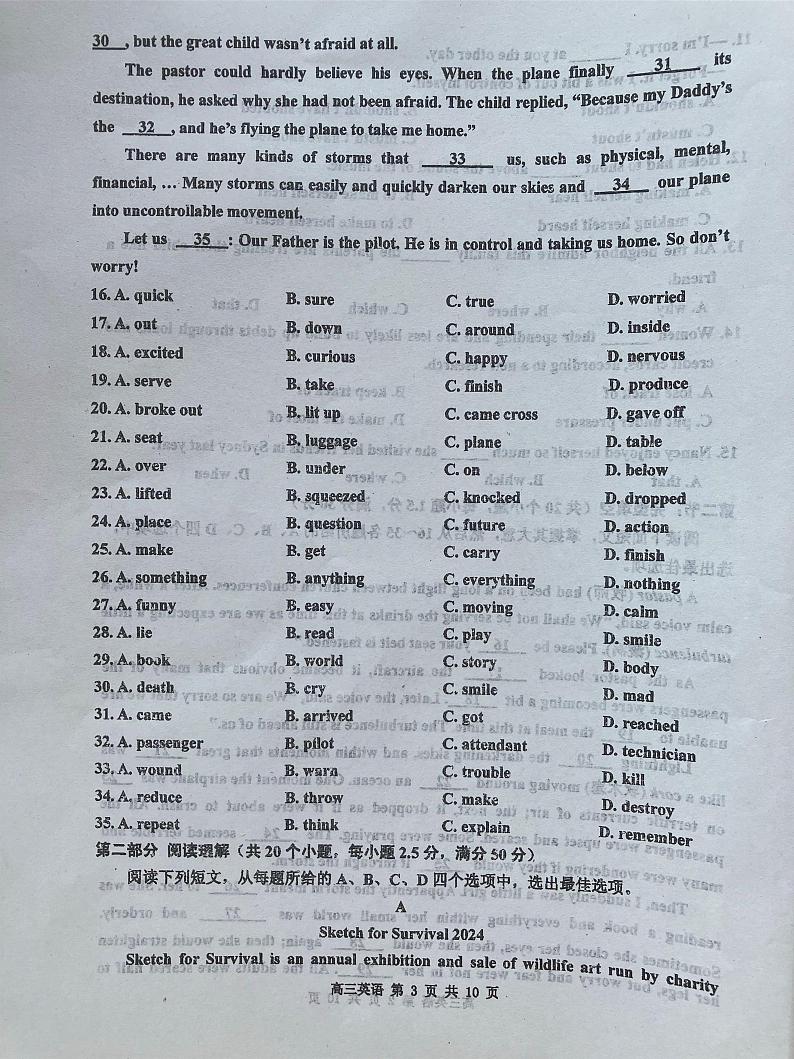 30 , but the great child wasn't afraid at all.
The pastor could hardly believe his eyes. When the plane finally 31 its
destination, he asked why she had not been afraid. The child replied, "Because my Daddy's
the 32 , and he's flying the plane to take me home."
There are many kinds of storms that 33 us, such as physical, mental,
financial, … Many storms can easily and quickly darken our skies and 34 our plane
into uncontrollable movement.
Let us 35 : Our Father is the pilot. He is in control and taking us home. So don't
worry!
16. A. quick B. sure C. true D. worried
17. A. out B. down C. around D. inside
18. A. excited B. curious C. happy D. nervous
19. A. serve B. take C. finish D. produce
20. A. broke out B. lit up C. came cross D. gave off
21. A. seat B. luggage C. plane D. table
22. A. over B. under C. on D. below
23. A. lifted B. squeezed C. knocked D. dropped
24. A. place B. question C. future D. action
25. A. make B. get C. carry D. finish
26. A. something B. anything C. everything D. nothing
27. A. funny B. easy C. moving D. calm
28. A. lie B. read C. play D. smile
29. A. book B. world C. story D. body
30. A. death B. cry C. smile D. mad
31. A. came B. arrived C. got D. reached
32. A. passenger B. pilot C. attendant D. technician
33. A. wound B. warn C. trouble D. kill
34. A. reduce B. throw C. make D. destroy
35. A. repeat B. think C. explain D. remember
第二部分 阅读理解（共20个小题，每小题2.5分，满分50分）
阅读下列短文，从每题所给的A、B、C、D四个选项中，选出最佳选项。
A
Sketch for Survival 2024
Sketch for Survival is an annual exhibition and sale of wildlife art run by charity
高三英语 第 3 页 共 10 页